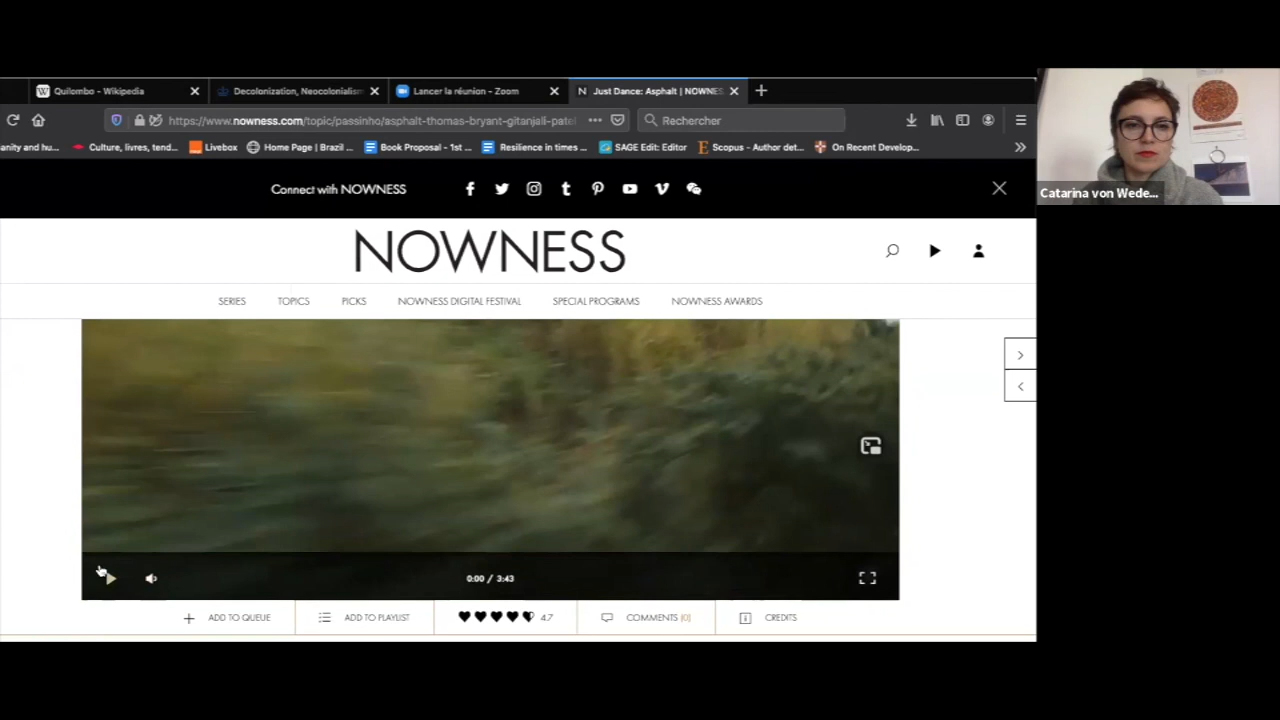 Quilombo - Wikipedia
Decolonization, Neocolonialism
Lancer la réunion - Zoom
Just Dance: Asphalt | NOWNES
https://www.nowness.com/topic/passinho/asphalt-thomas-bryant-gitanjali-patel
Rechercher
anity and hu...
Culture, livres, tend...
Livebox
Home Page | Brazil ...
Book Proposal - 1st ...
Resilience in times ...
SAGE Edit: Editor
Scopus - Author det...
On Recent Develop...
Connect with NOWNESS
Catarina von Wede...
NOWNESS
SERIES
TOPICS
PICKS
NOWNESS DIGITAL FESTIVAL
SPECIAL PROGRAMS
NOWNESS AWARDS
0:00 / 3:43
ADD TO QUEUE
ADD TO PLAYLIST
4.7
COMMENTS (0)
CREDITS